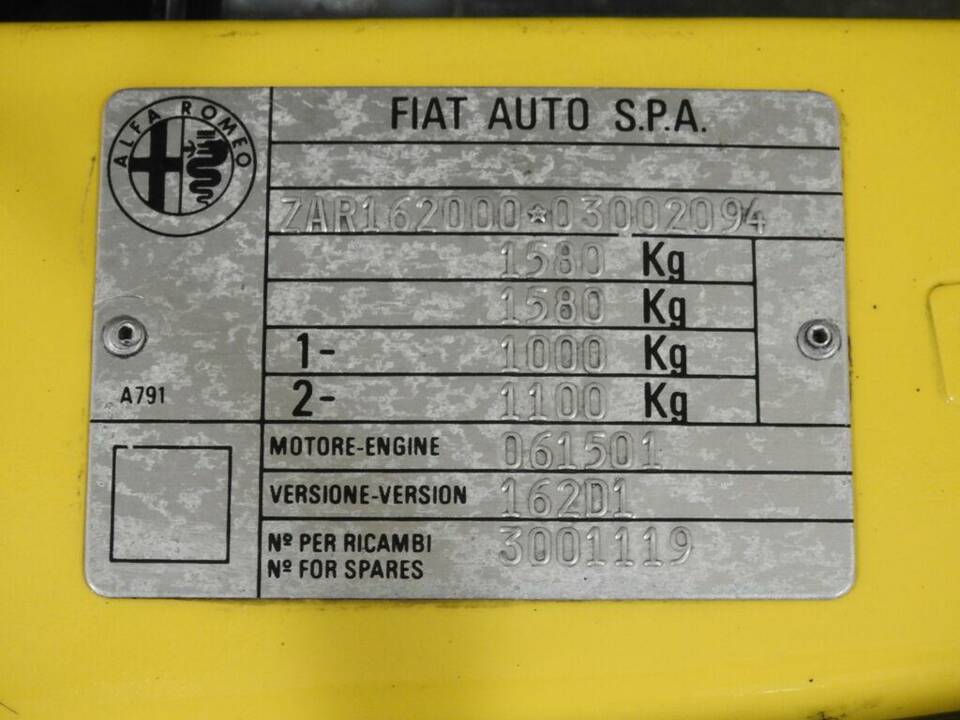 ALFA ROMEO
FIAT AUTO S.P.A.
ZAR162000*03002094
1580 Kg
1580 Kg
1- 1000 Kg
2- 1100 Kg
A791
MOTORE-ENGINE 061501
VERSIONE-VERSION 162D1
Nº PER RICAMBI 3001119
Nº FOR SPARES